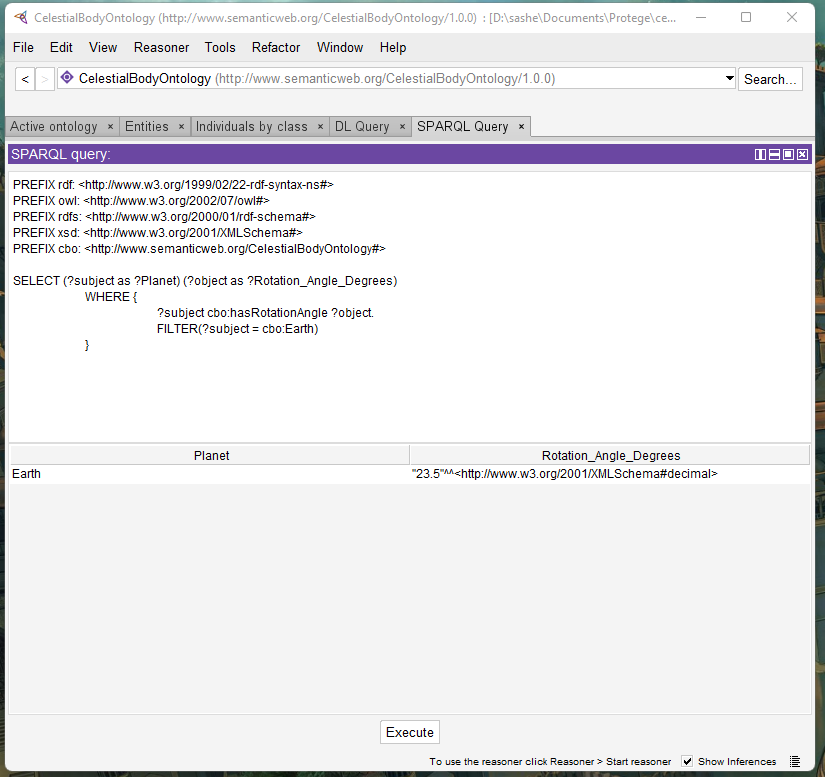 CelestialBodyOntology (http://www.semanticweb.org/CelestialBodyOntology/1.0.0) : [D:\sashe\Documents\Protege\ce...
File Edit View Reasoner Tools Refactor Window Help
< > CelestialBodyOntology (http://www.semanticweb.org/CelestialBodyOntology/1.0.0) Search...
Active ontology × Entities × Individuals by class × DL Query × SPARQL Query ×
SPARQL query:
PREFIX rdf: <http://www.w3.org/1999/02/22-rdf-syntax-ns#>
PREFIX owl: <http://www.w3.org/2002/07/owl#>
PREFIX rdfs: <http://www.w3.org/2000/01/rdf-schema#>
PREFIX xsd: <http://www.w3.org/2001/XMLSchema#>
PREFIX cbo: <http://www.semanticweb.org/CelestialBodyOntology#>
SELECT (?subject as ?Planet) (?object as ?Rotation_Angle_Degrees)
WHERE {
?subject cbo:hasRotationAngle ?object.
FILTER(?subject = cbo:Earth)
}
Planet Rotation_Angle_Degrees
Earth "23.5"^^<http://www.w3.org/2001/XMLSchema#decimal>
Execute
To use the reasoner click Reasoner > Start reasoner Show Inferences